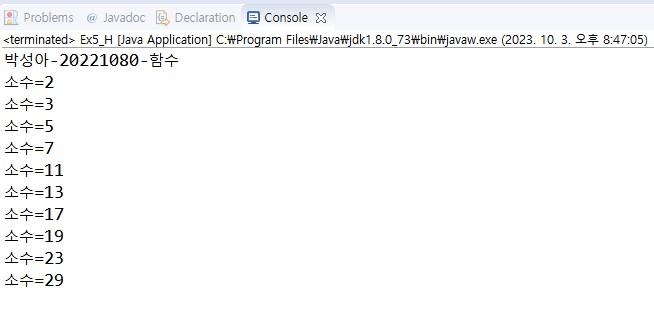 Problems @ Javadoc Declaration Console
<terminated> Ex5_H [Java Application] C:₩Program Files₩Java₩jdk1.8.0_73₩bin₩javaw.exe (2023. 10. 3. 오후 8:47:05)
박성아-20221080-함수
소수=2
소수=3
소수=5
소수=7
소수=11
소수=13
소수=17
소수=19
소수=23
소수=29